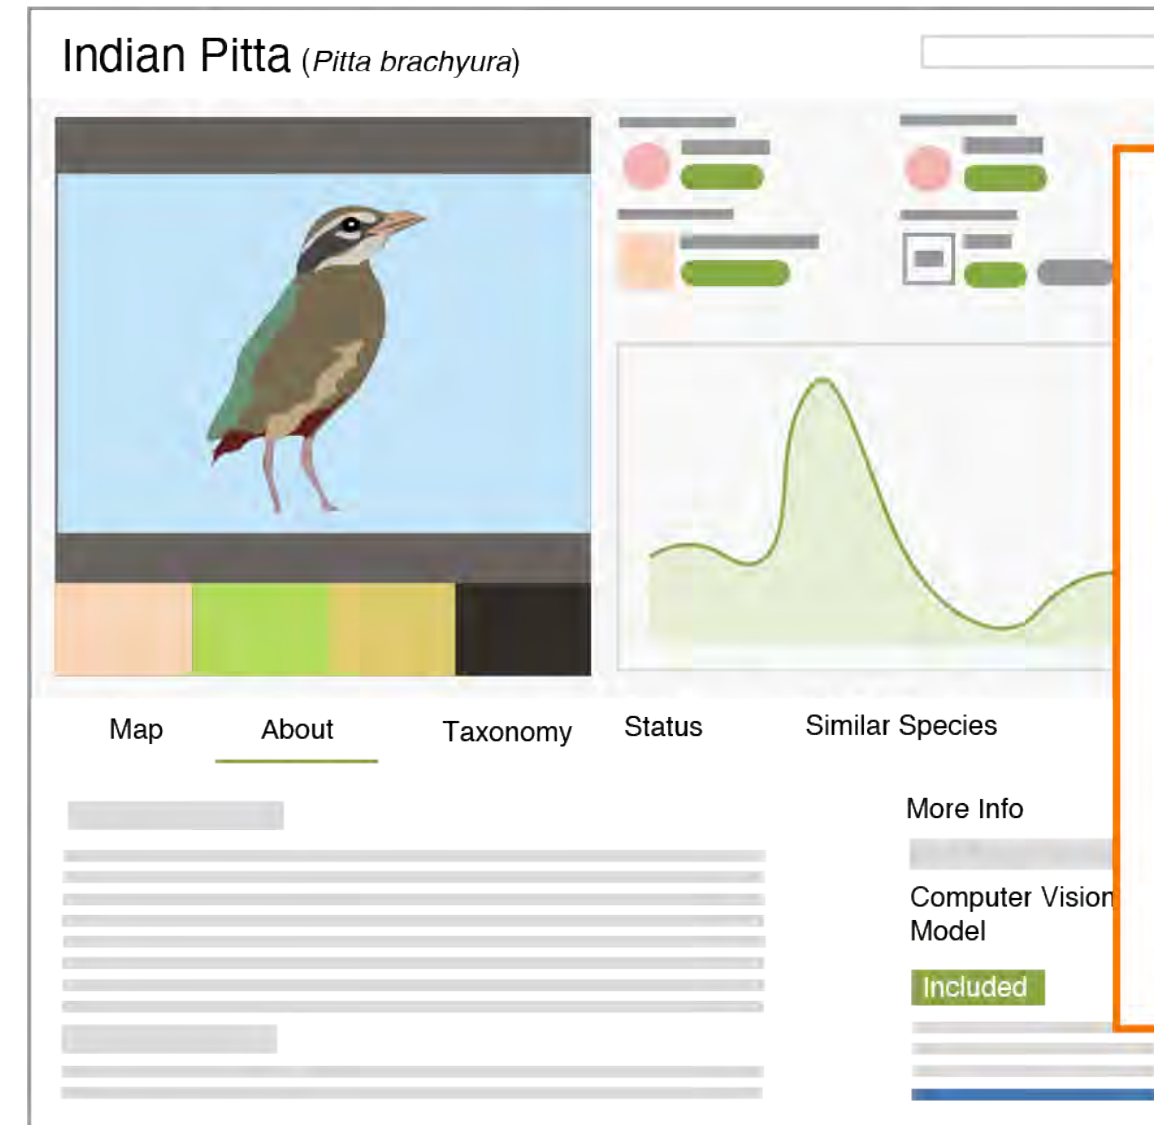 Indian Pitta (Pitta brachyura)
Map
About
Taxonomy
Status
Similar Species
More Info
Computer Vision
Model
Included